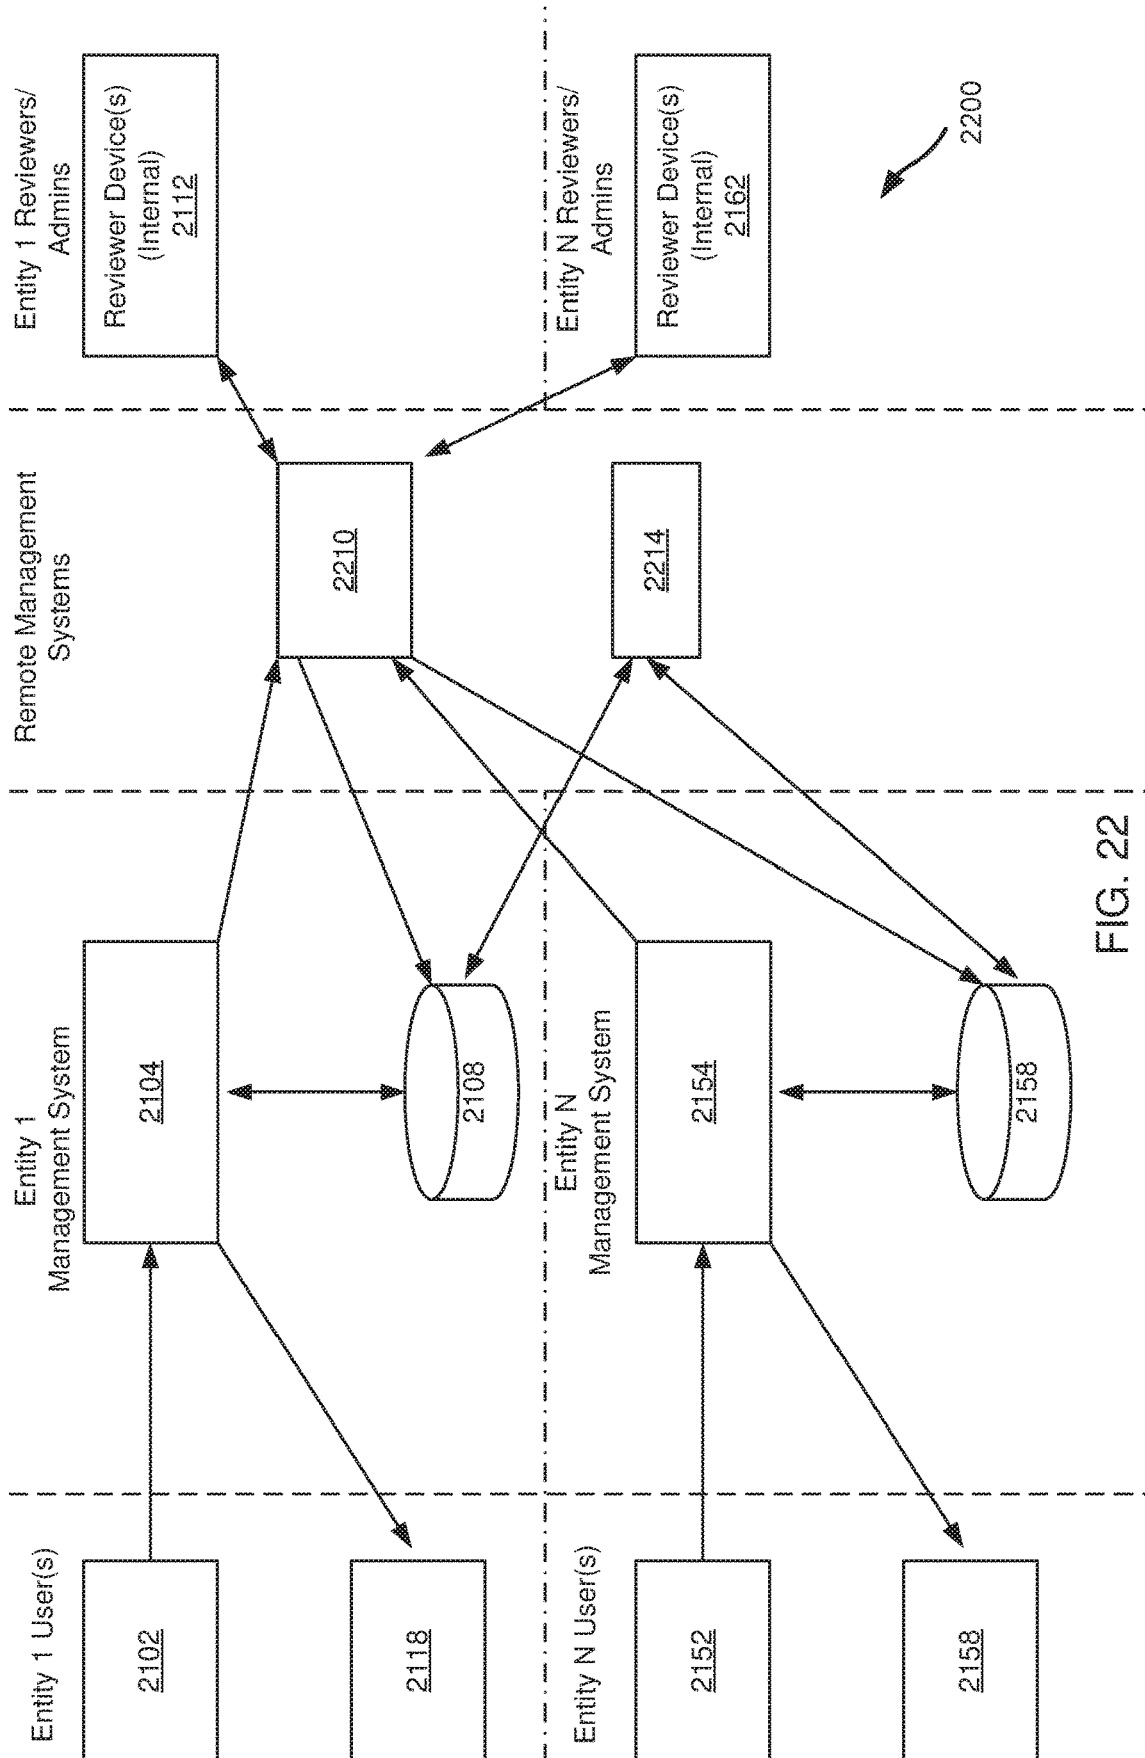 Entity 1 User(s)
2102
2118
Entity N User(s)
2152
2158
Entity 1
Management System
2104
2108
Entity N
Management System
2154
2158
Remote Management
Systems
2210
2214
Entity 1 Reviewers/
Admins
Reviewer Device(s)
(Internal)
2112
Entity N Reviewers/
Admins
Reviewer Device(s)
(Internal)
2162
2200
FIG. 22